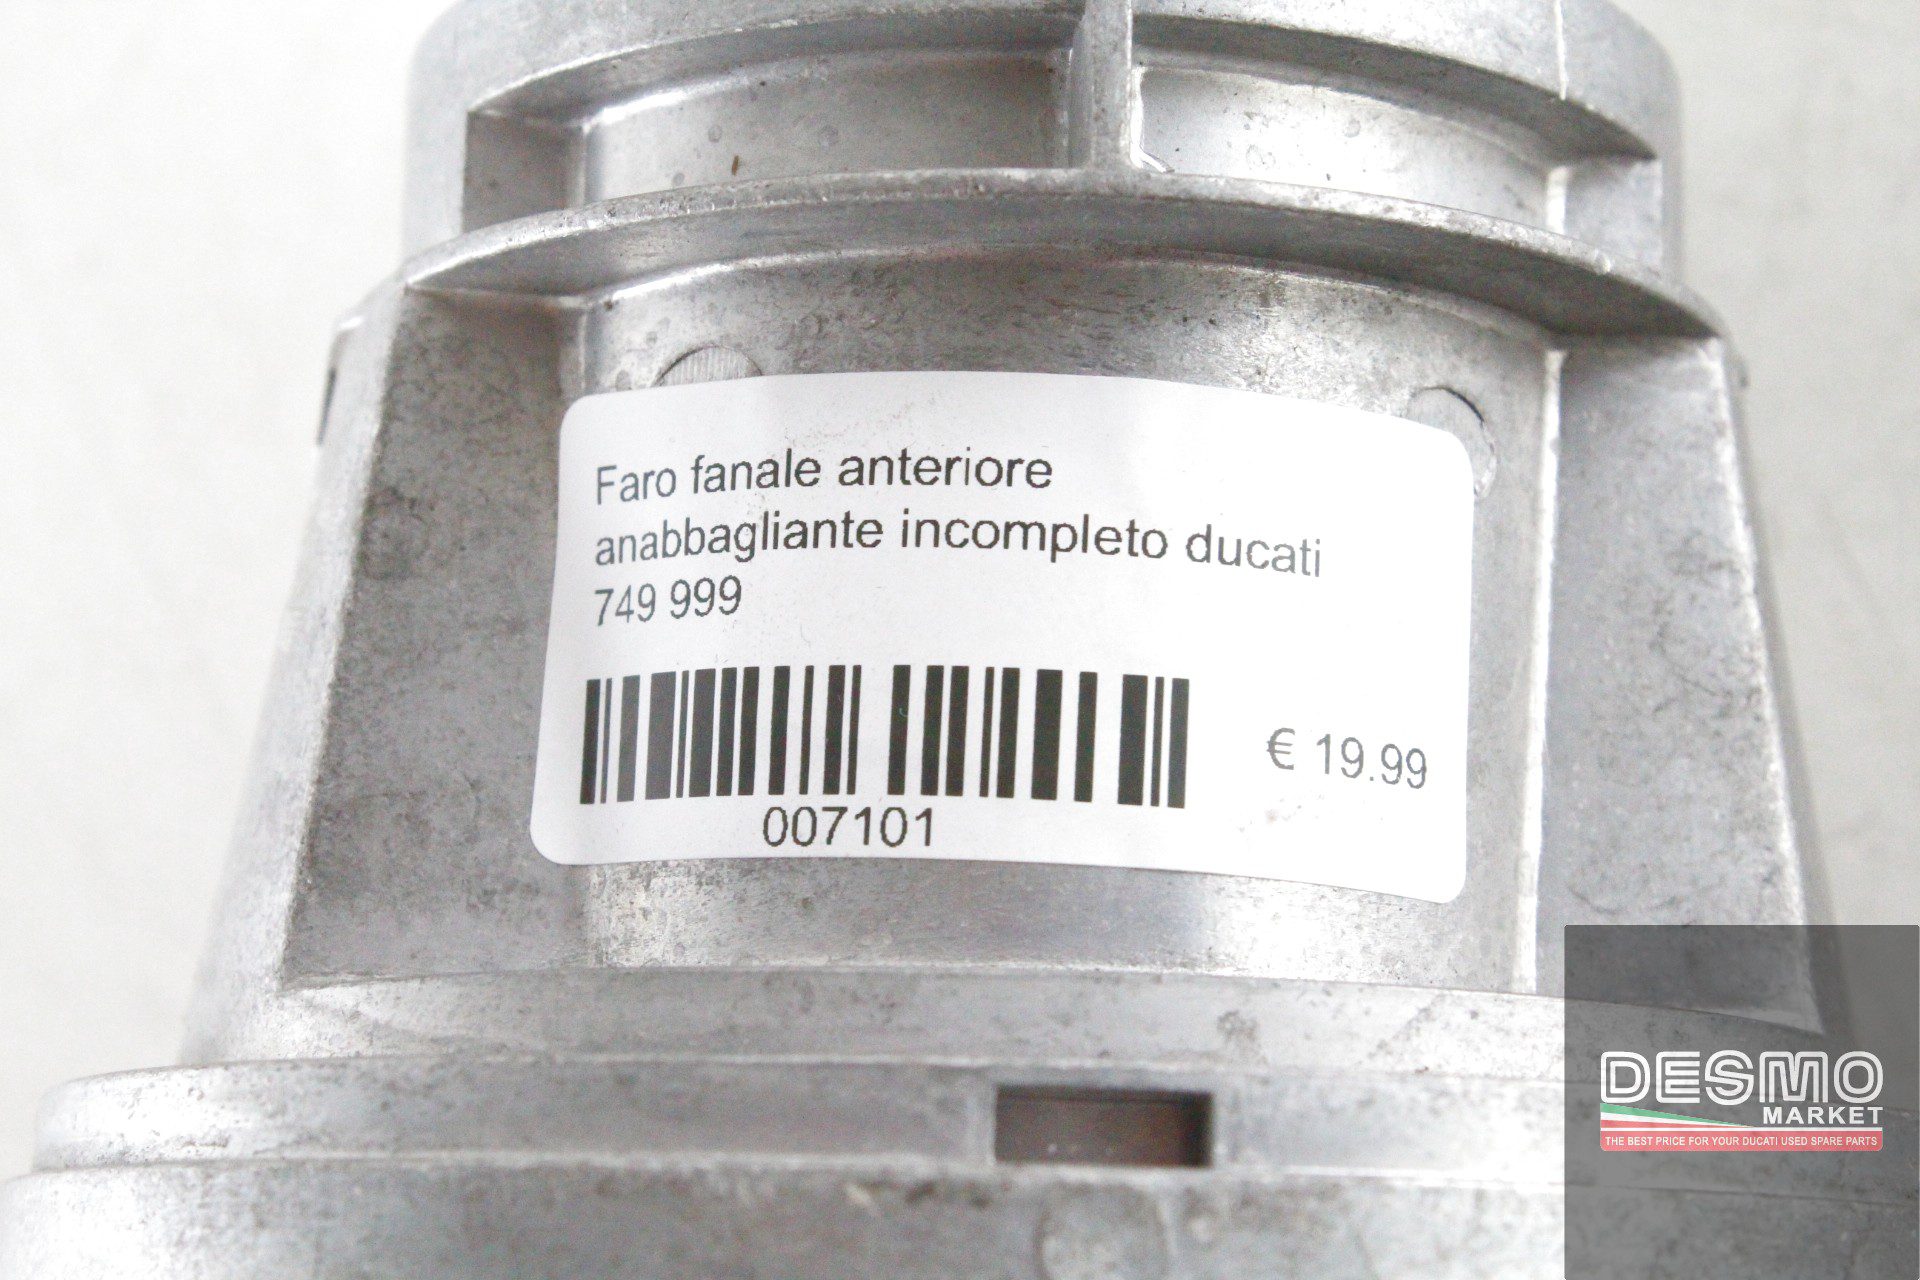 Faro fanale anteriore
anabbagliante incompleto ducati
749 999
€ 19.99
007101
DESMO
MARKET
THE BEST PRICE FOR YOUR DUCATI USED SPARE PARTS